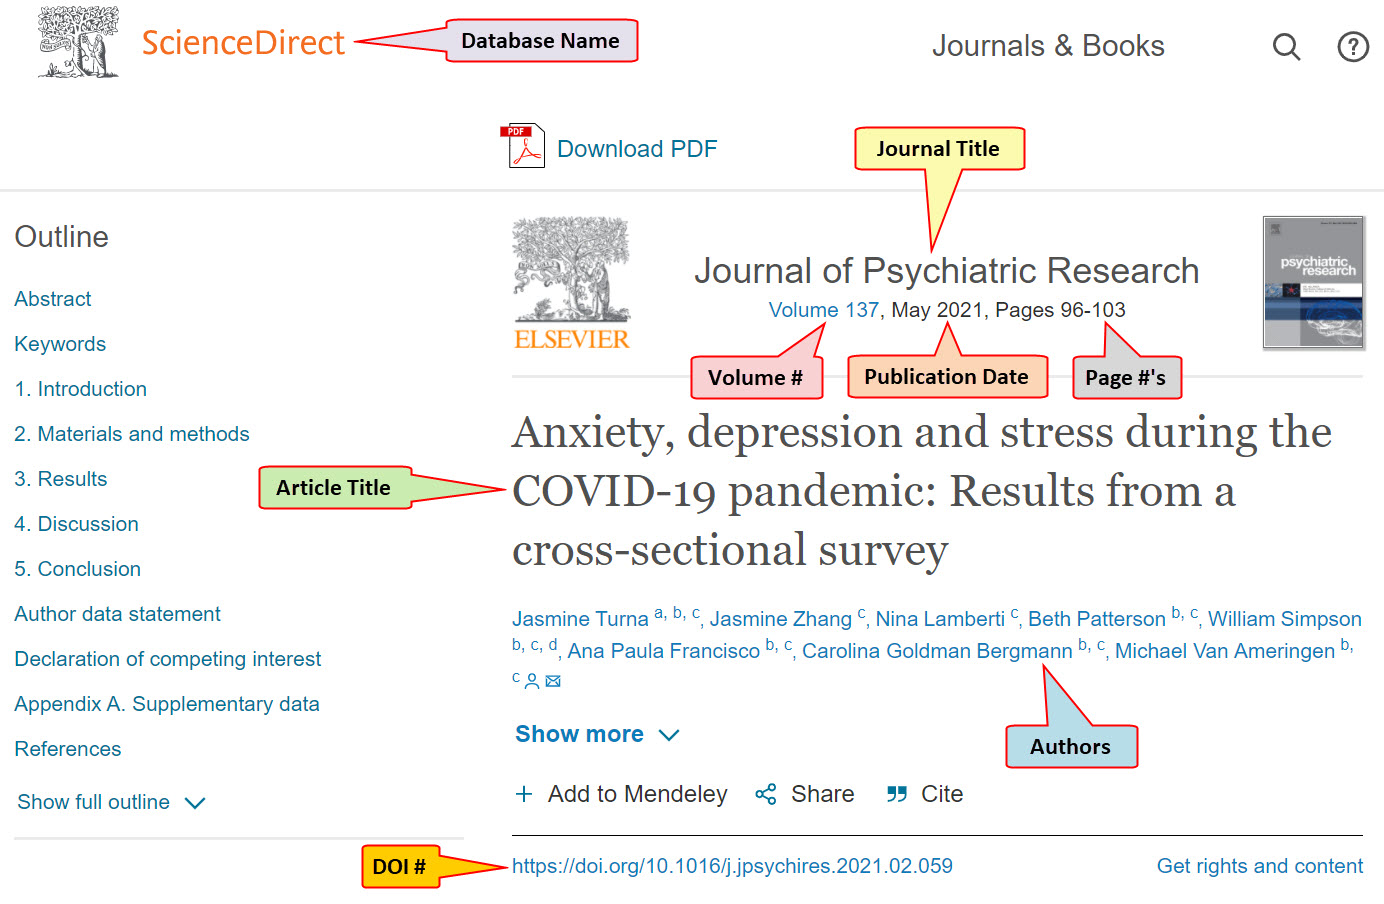 ScienceDirect
Database Name
Journals & Books
?
PDF
Download PDF
Journal Title
Outline
Abstract
Keywords
1. Introduction
2. Materials and methods
3. Results
4. Discussion
5. Conclusion
Author data statement
Declaration of competing interest
Appendix A. Supplementary data
References
Show full outline
ELSEVIER
Journal of Psychiatric Research
Volume 137, May 2021, Pages 96-103
psychiatric
research
Volume #
Publication Date
Page #'s
Article Title
Anxiety, depression and stress during the
COVID-19 pandemic: Results from a
cross-sectional survey
Jasmine Turna a, b, c, Jasmine Zhang c, Nina Lamberti c, Beth Patterson b, c, William Simpson
b, c, d, Ana Paula Francisco b, c, Carolina Goldman Bergmann b, c, Michael Van Ameringen b,
c
Authors
Show more
+ Add to Mendeley
Share
Cite
DOI #
https://doi.org/10.1016/j.jpsychires.2021.02.059
Get rights and content